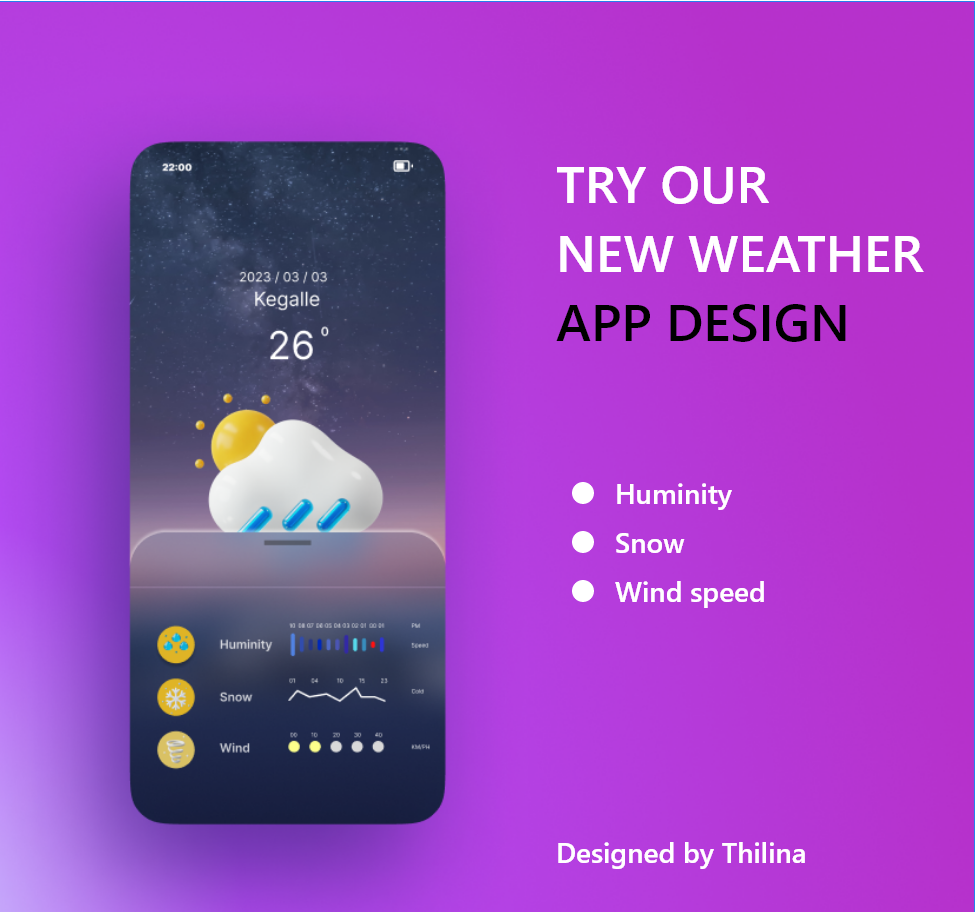 22:00
2023 / 03 / 03
Kegalle
26⁰
TRY OUR
NEW WEATHER
APP DESIGN
Huminity
Snow
Wind speed
10 08 07 08 05 04 03 02 01 00 01 PM
Huminity Speed
01 04 10 15 23
Snow Cold
00 10 20 30 40
Wind KM/PH
Designed by Thilina